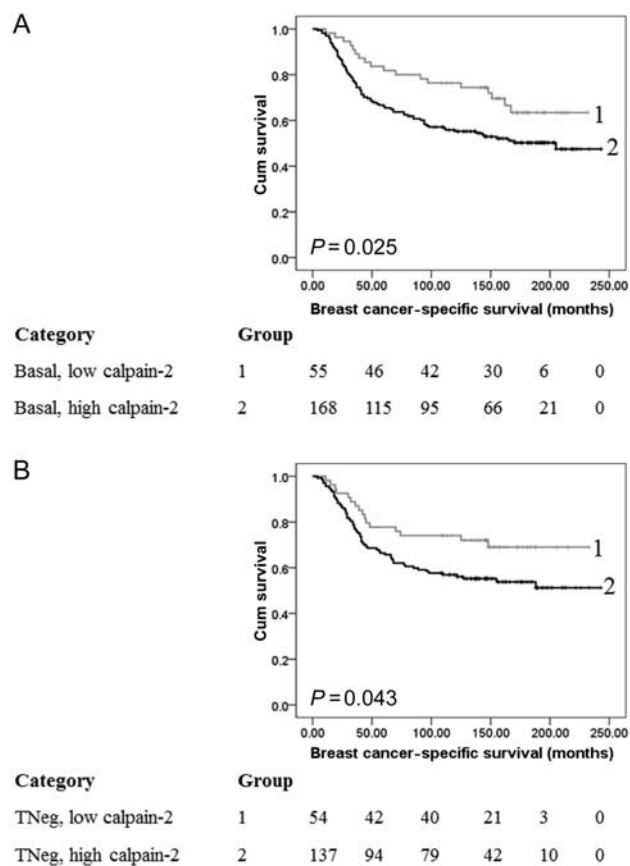 A
Cum survival
1.0
0.8
0.6
0.4
0.2
0.0
1
2
P = 0.025
0.00 50.00 100.00 150.00 200.00 250.00
Breast cancer-specific survival (months)
Category Group
Basal, low calpain-2 1 55 46 42 30 6 0
Basal, high calpain-2 2 168 115 95 66 21 0
B
Cum survival
1.0
0.8
0.6
0.4
0.2
0.0
1
2
P = 0.043
0.00 50.00 100.00 150.00 200.00 250.00
Breast cancer-specific survival (months)
Category Group
TNeg, low calpain-2 1 54 42 40 21 3 0
TNeg, high calpain-2 2 137 94 79 42 10 0